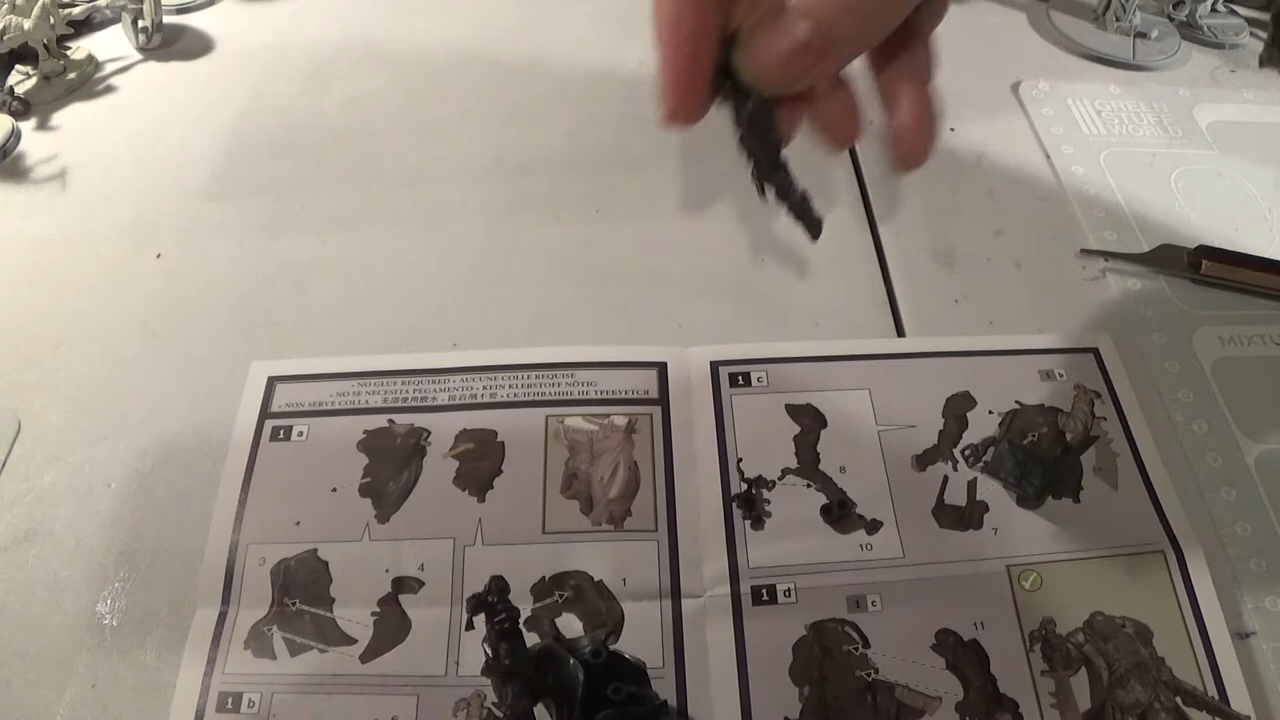 • NO GLUE REQUIRED • AUCUNE COLLE REQUISE
• NO SE NECESITA PEGAMENTO • KEIN KLEBSTOFF NÖTIG
• NON SERVE COLLA • 无须使用胶水 • 接着剤不要 • СКЛЕИВАНИЕ НЕ ТРЕБУЕТСЯ
1 a
3
4
1
1 b
1 c
1 b
8
10
7
1 d
1 c
11
GREEN
STUFF
WORLD